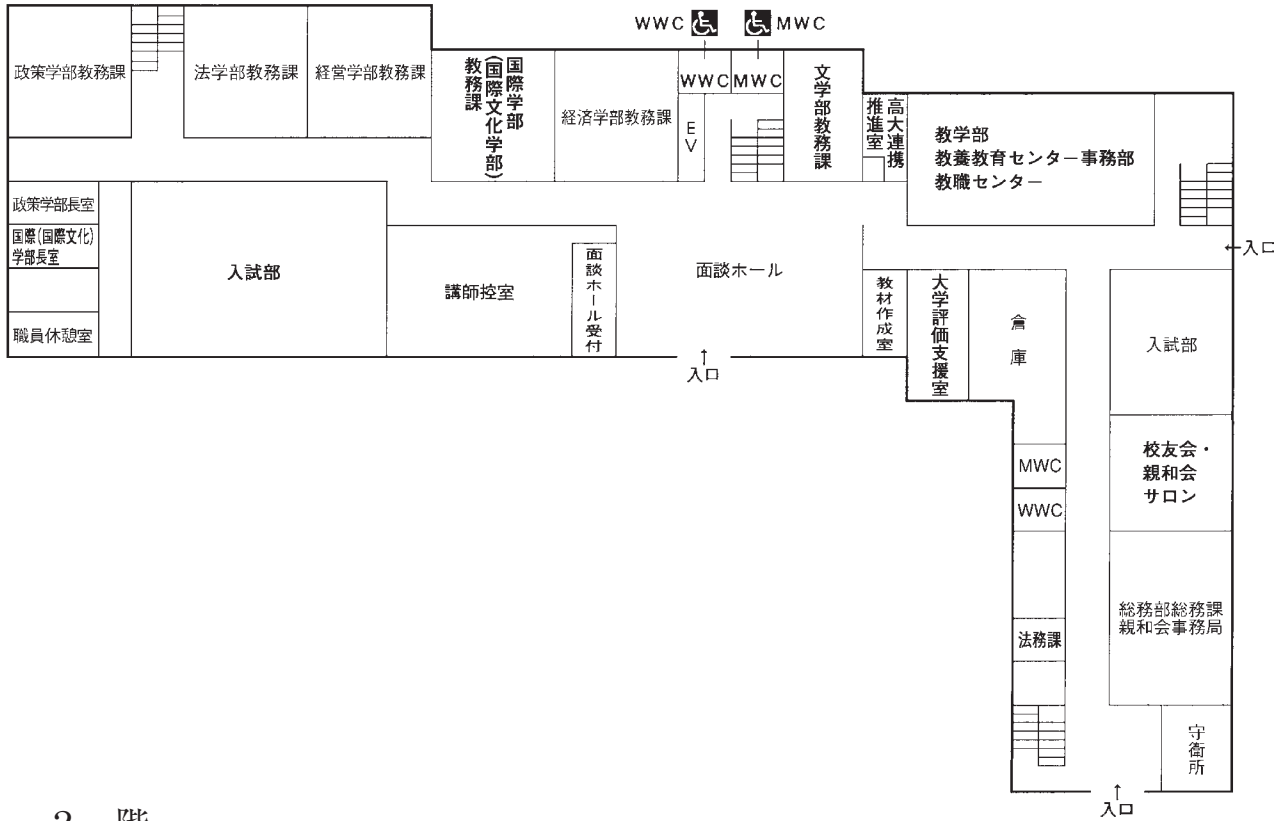 WWC
MWC
政策学部教務課
法学部教務課
経営学部教務課
国際学部
(国際文化学部)
教務課
経済学部教務課
WWC
MWC
EV
文学部教務課
高大連携
推進室
教学部
教養教育センター事務部
教職センター
政策学部長室
国際(国際文化)
学部長室
職員休憩室
入試部
講師控室
面談ホール受付
面談ホール
↑
入口
教材作成室
大学評価支援室
倉庫
←入口
入試部
MWC
WWC
校友会・
親和会
サロン
法務課
総務部総務課
親和会事務局
守衛所
↑
入口